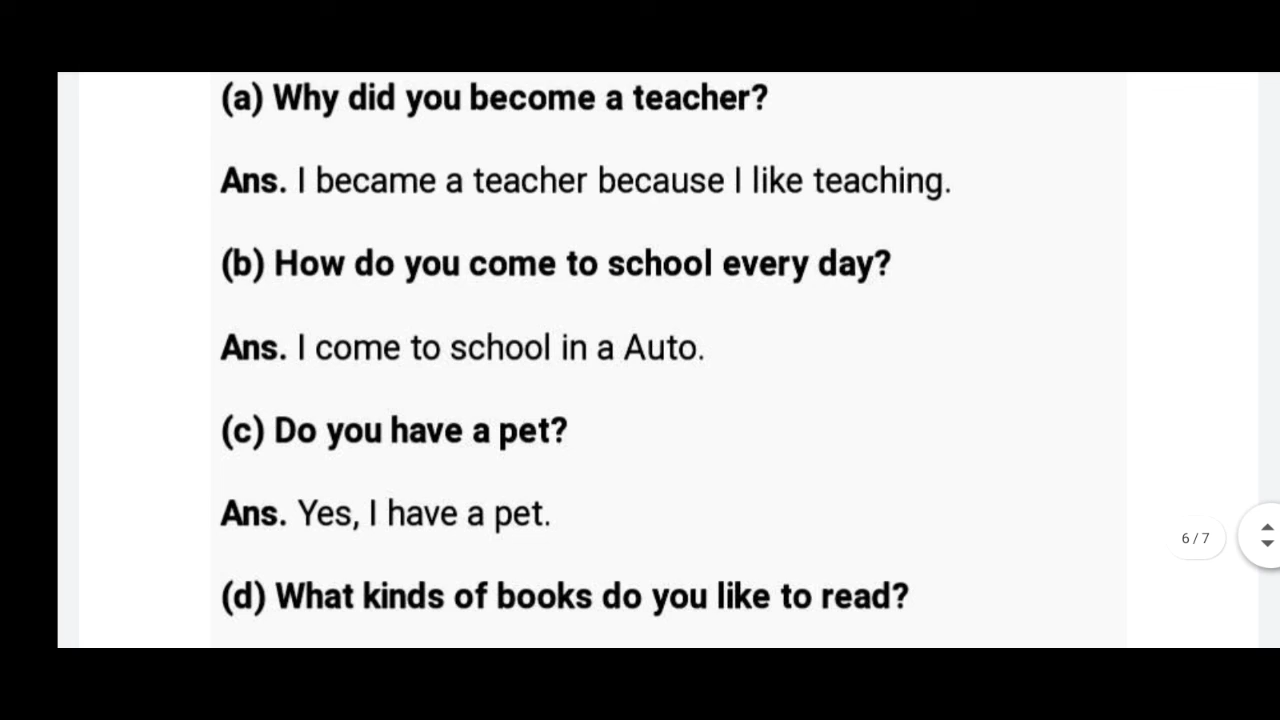 (a) Why did you become a teacher?
Ans. I became a teacher because I like teaching.
(b) How do you come to school every day?
Ans. I come to school in a Auto.
(c) Do you have a pet?
Ans. Yes, I have a pet.
6/7
(d) What kinds of books do you like to read?